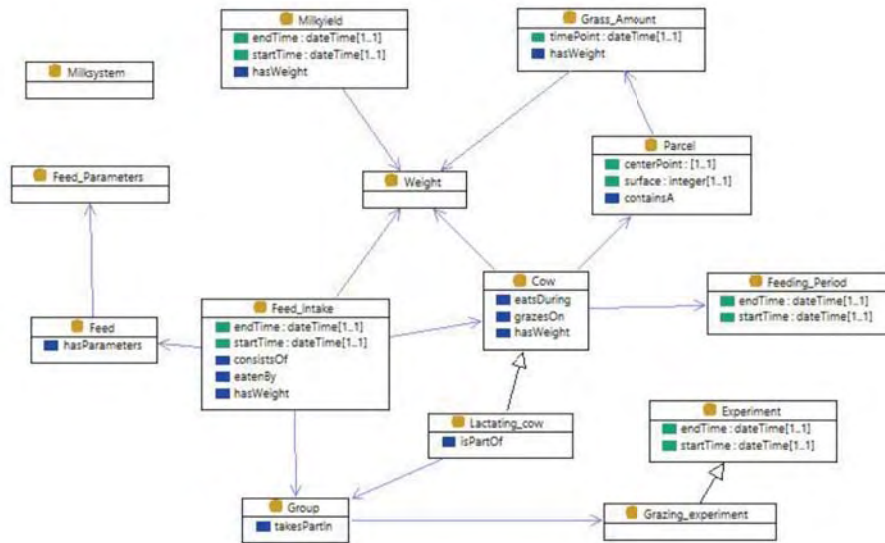 Milkyield
endTime : dateTime[1..1]
startTime : dateTime[1..1]
hasWeight
Grass_Amount
timePoint : dateTime[1..1]
hasWeight
Milksystem
Parcel
centerPoint : [1..1]
surface : integer[1..1]
containsA
Feed_Parameters
Weight
Cow
eatsDuring
grazesOn
hasWeight
Feeding_Period
endTime : dateTime[1..1]
startTime : dateTime[1..1]
Feed_Intake
endTime : dateTime[1..1]
startTime : dateTime[1..1]
consistsOf
eatenBy
hasWeight
Feed
hasParameters
Lactating_cow
isPartOf
Experiment
endTime : dateTime[1..1]
startTime : dateTime[1..1]
Group
takesPartIn
Grazing_experiment